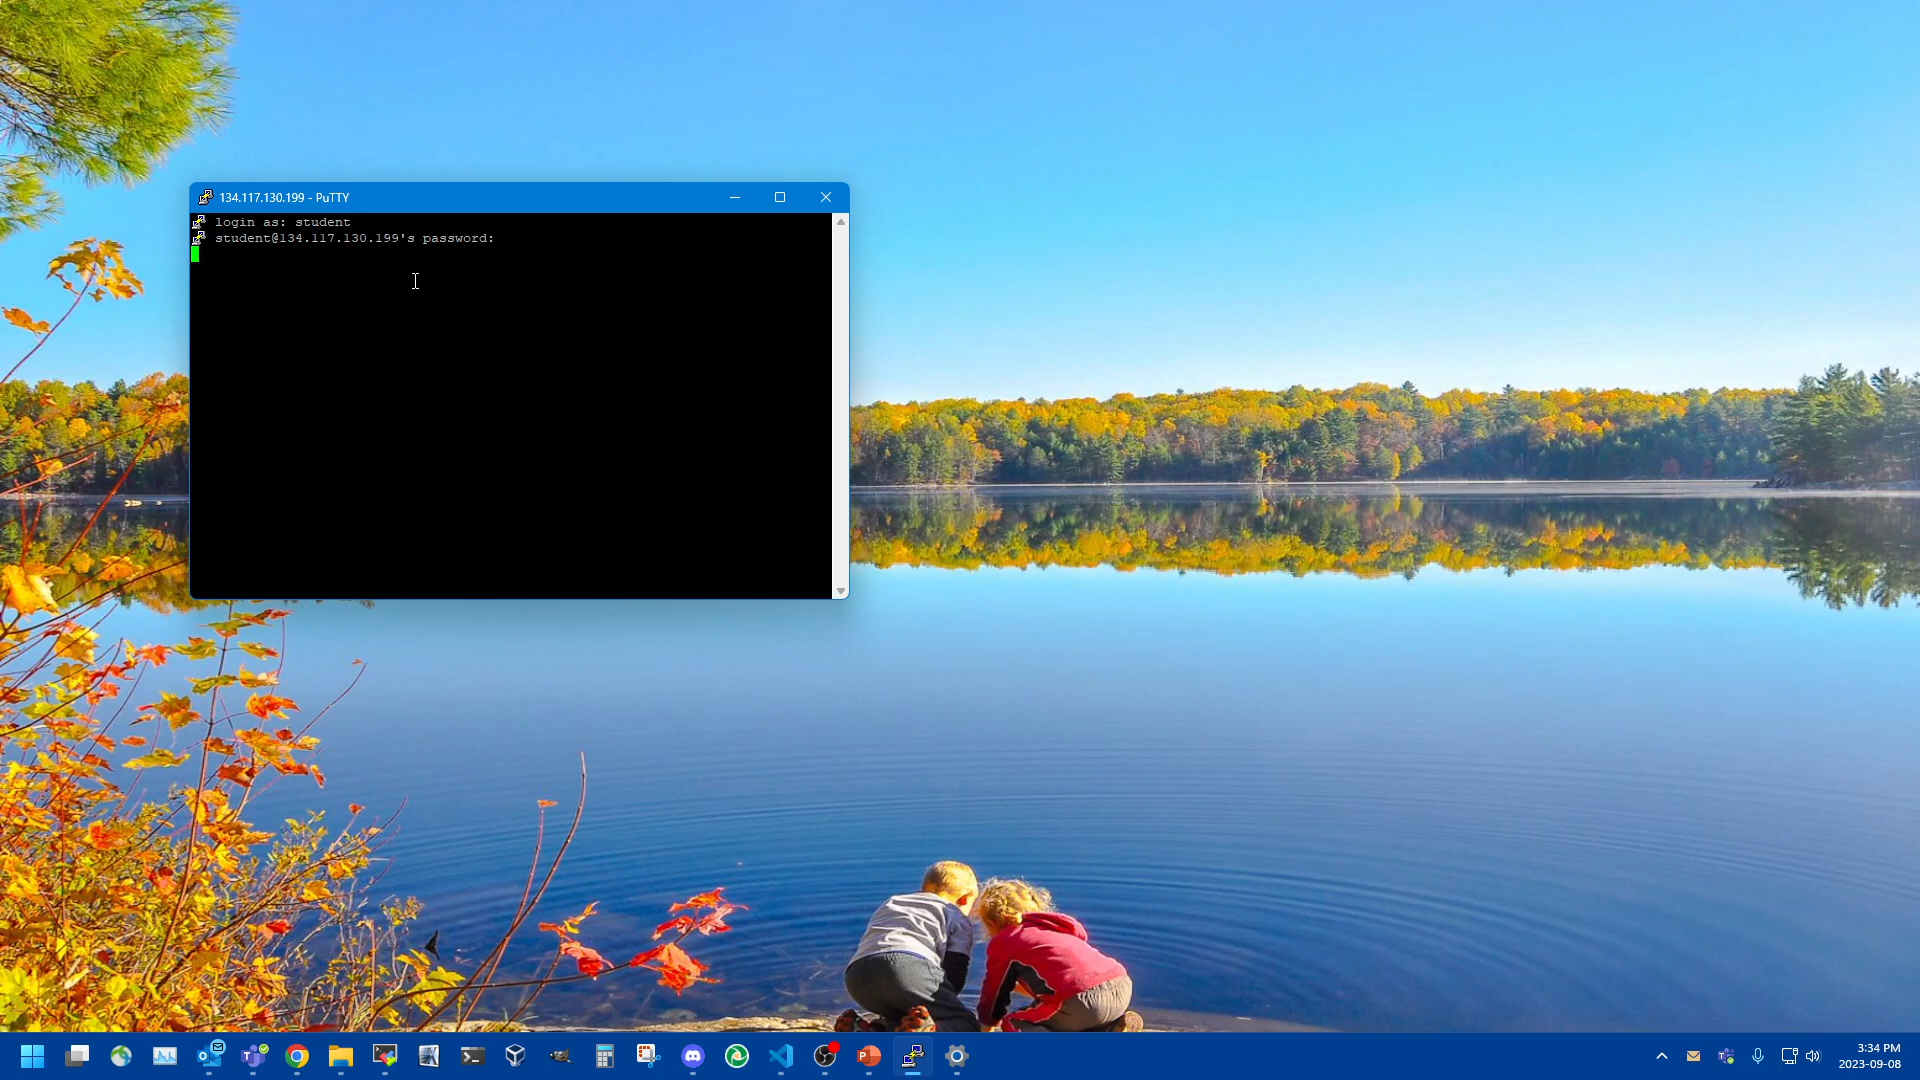 134.117.130.199 - PuTTY
login as: student
student@134.117.130.199's password:
3:34 PM
2023-09-08